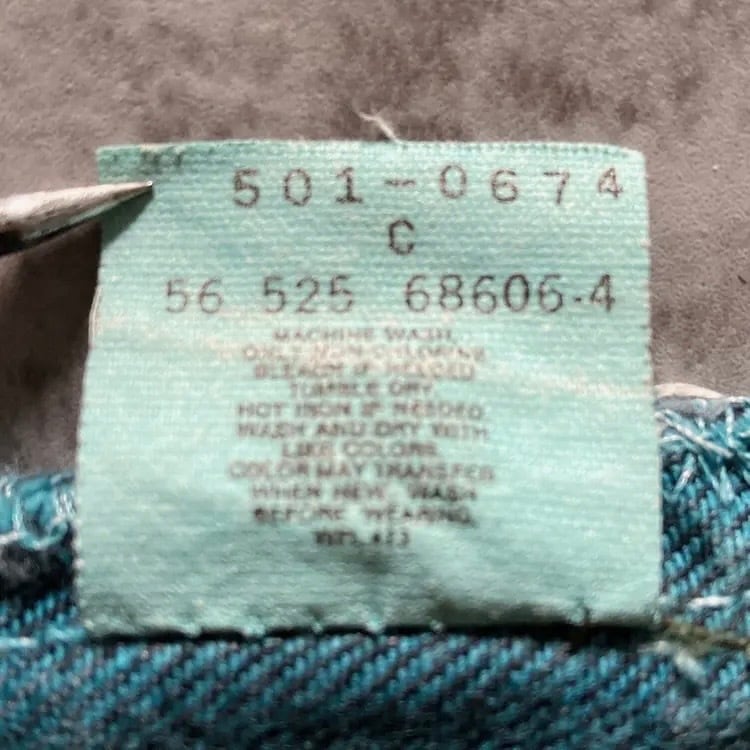 501-0674
C
56 525 68606-4
MACHINE WASH
ONLY NON-CHLORINE
BLEACH IF NEEDED
TUMBLE DRY
HOT IRON IF NEEDED
WASH AND DRY WITH
LIKE COLORS
COLOR MAY TRANSFER
WHEN NEW, WASH
BEFORE WEARING.